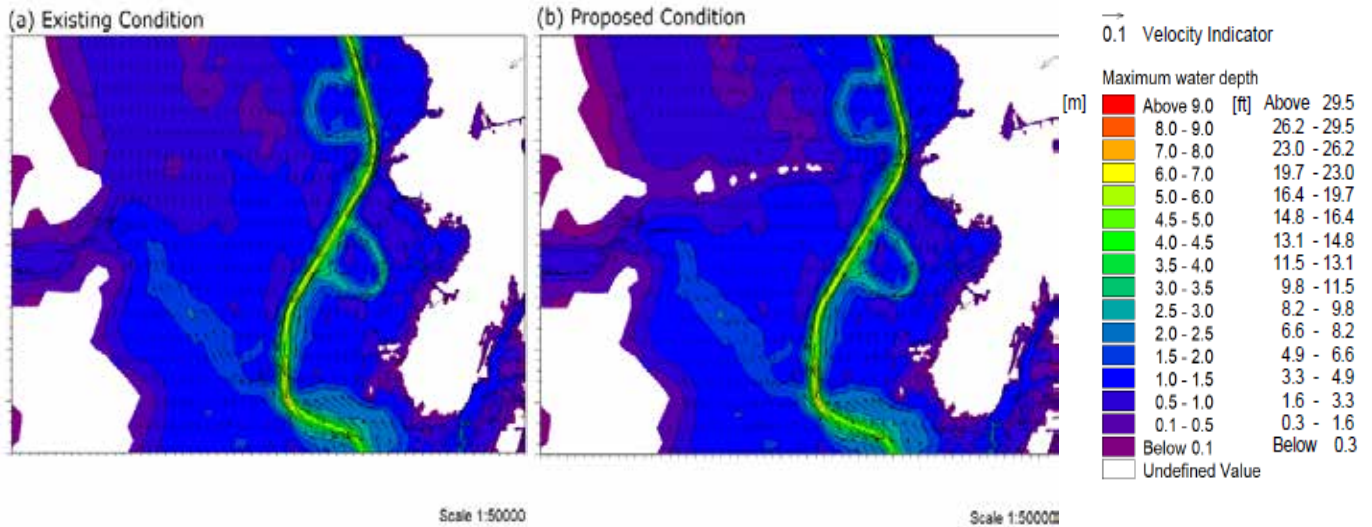 (a) Existing Condition
(b) Proposed Condition
0.1 Velocity Indicator
Maximum water depth
[m] Above 9.0 [ft] Above 29.5
8.0 - 9.0 26.2 - 29.5
7.0 - 8.0 23.0 - 26.2
6.0 - 7.0 19.7 - 23.0
5.0 - 6.0 16.4 - 19.7
4.5 - 5.0 14.8 - 16.4
4.0 - 4.5 13.1 - 14.8
3.5 - 4.0 11.5 - 13.1
3.0 - 3.5 9.8 - 11.5
2.5 - 3.0 8.2 - 9.8
2.0 - 2.5 6.6 - 8.2
1.5 - 2.0 4.9 - 6.6
1.0 - 1.5 3.3 - 4.9
0.5 - 1.0 1.6 - 3.3
0.1 - 0.5 0.3 - 1.6
Below 0.1 Below 0.3
Undefined Value
Scale 1:50000
Scale 1:50000